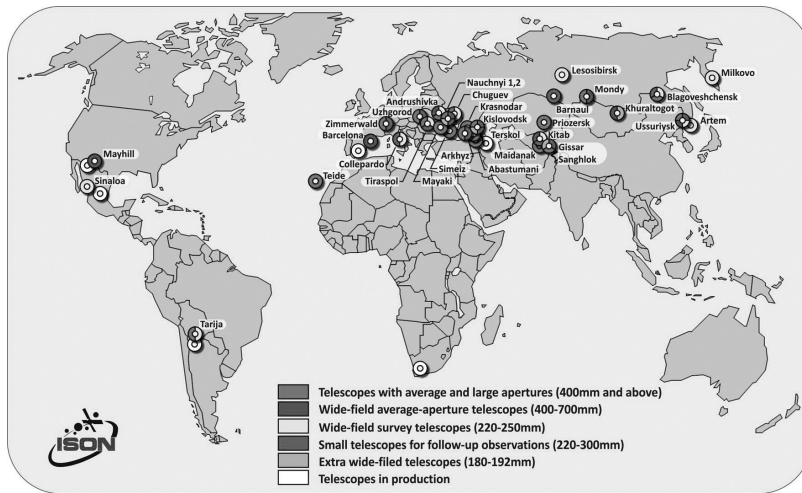 Lesosibirsk
Milkovo
Nauchnyi 1,2
Andrushivka
Chuguev
Mondy
Blagoveshchensk
Uzhgorod
Krasnodar
Barnaul
Khuraltogot
Zimmerwald
Kislovodsk
Priozersk
Artem
Barcelona
Terskol
Kitab
Ussuriysk
Mayhill
Gissar
Arkhyz
Maidanak
Sanghlok
Collepardo
Simeiz
Abastumani
Sinaloa
Teide
Tiraspol
Mayaki
Tarija
Telescopes with average and large apertures (400mm and above)
Wide-field average-aperture telescopes (400-700mm)
Wide-field survey telescopes (220-250mm)
Small telescopes for follow-up observations (220-300mm)
Extra wide-filed telescopes (180-192mm)
Telescopes in production
ISON